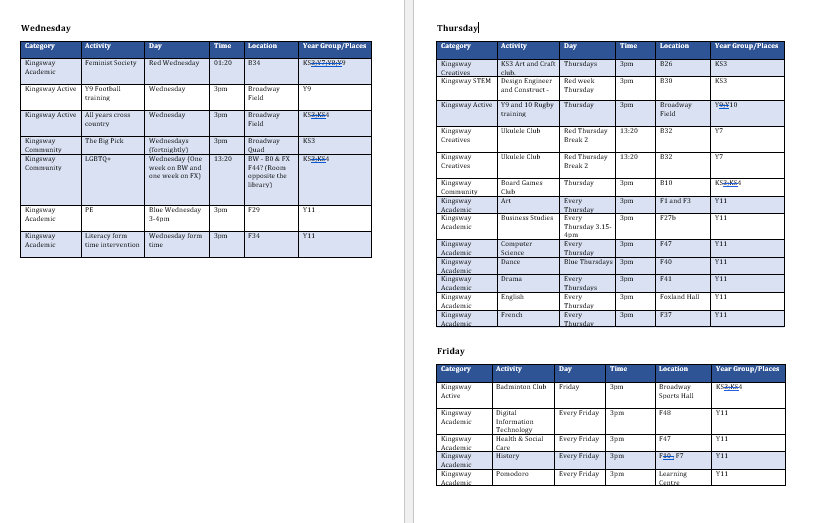 Wednesday
Category Activity Day Time Location Year Group/Places
Kingsway Academic Feminist Society Red Wednesday 01:20 B34 KS3;Y7;Y8;Y9
Kingsway Active Y9 Football training Wednesday 3pm Broadway Field Y9
Kingsway Active All years cross country Wednesday 3pm Broadway Field KS3;KS4
Kingsway Community The Big Pick Wednesdays (fortnightly) 3pm Broadway Quad KS3
Kingsway Community LGBTQ+ Wednesday (One week on BW and one week on FX) 13:20 BW - B0 & FX F44? (Room opposite the library) KS3;KS4
Kingsway Academic PE Blue Wednesday 3-4pm 3pm F29 Y11
Kingsway Academic Literacy form time intervention Wednesday form time 3pm F34 Y11
Thursday
Category Activity Day Time Location Year Group/Places
Kingsway Creatives KS3 Art and Craft club. Thursdays 3pm B26 KS3
Kingsway STEM Design Engineer and Construct - Red week Thursday 3pm B30 KS3
Kingsway Active Y9 and 10 Rugby training Thursday 3pm Broadway Field Y9;Y10
Kingsway Creatives Ukulele Club Red Thursday Break 2 13:20 B32 Y7
Kingsway Creatives Ukulele Club Red Thursday Break 2 13:20 B32 Y7
Kingsway Community Board Games Club Thursday 3pm B10 KS3;KS4
Kingsway Academic Art Every Thursday 3pm F1 and F3 Y11
Kingsway Academic Business Studies Every Thursday 3.15-4pm 3pm F27b Y11
Kingsway Academic Computer Science Every Thursday 3pm F47 Y11
Kingsway Academic Dance Blue Thursdays 3pm F40 Y11
Kingsway Academic Drama Every Thursdays 3pm F41 Y11
Kingsway Academic English Every Thursday 3pm Foxland Hall Y11
Kingsway Academic French Every Thursday 3pm F37 Y11
Friday
Category Activity Day Time Location Year Group/Places
Kingsway Active Badminton Club Friday 3pm Broadway Sports Hall KS3;KS4
Kingsway Academic Digital Information Technology Every Friday 3pm F48 Y11
Kingsway Academic Health & Social Care Every Friday 3pm F47 Y11
Kingsway Academic History Every Friday 3pm F7 Y11
Kingsway Academic Pomodoro Every Friday 3pm Learning Centre Y11